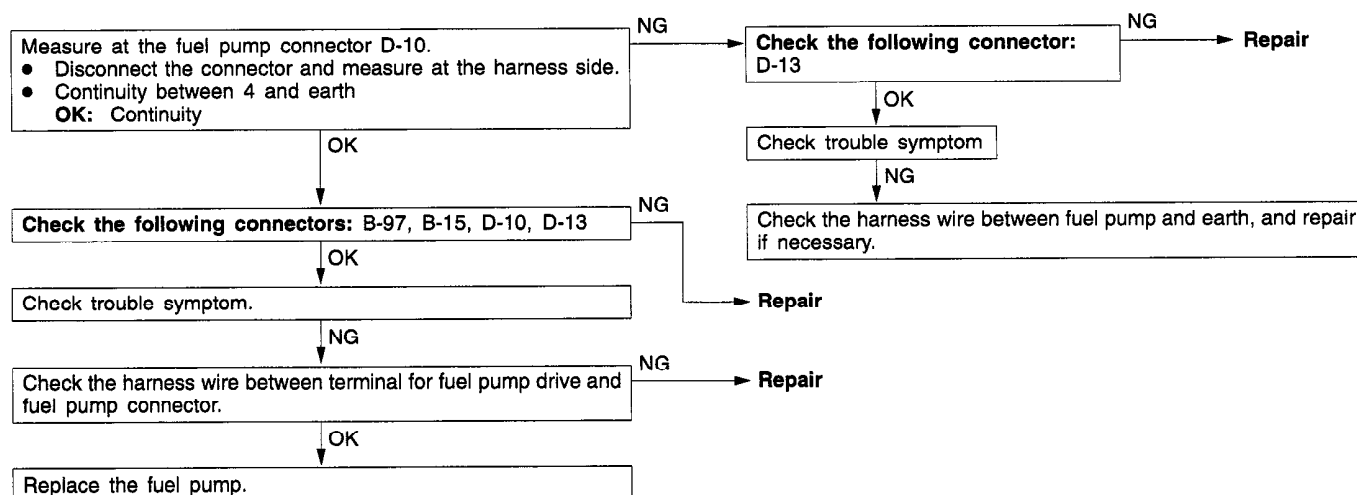 Measure at the fuel pump connector D-10.
● Disconnect the connector and measure at the harness side.
● Continuity between 4 and earth
OK: Continuity
NG
Check the following connector:
D-13
NG
Repair
OK
OK
Check trouble symptom
NG
Check the harness wire between fuel pump and earth, and repair
if necessary.
Check the following connectors: B-97, B-15, D-10, D-13
NG
Repair
OK
Check trouble symptom.
NG
Check the harness wire between terminal for fuel pump drive and
fuel pump connector.
NG
Repair
OK
Replace the fuel pump.